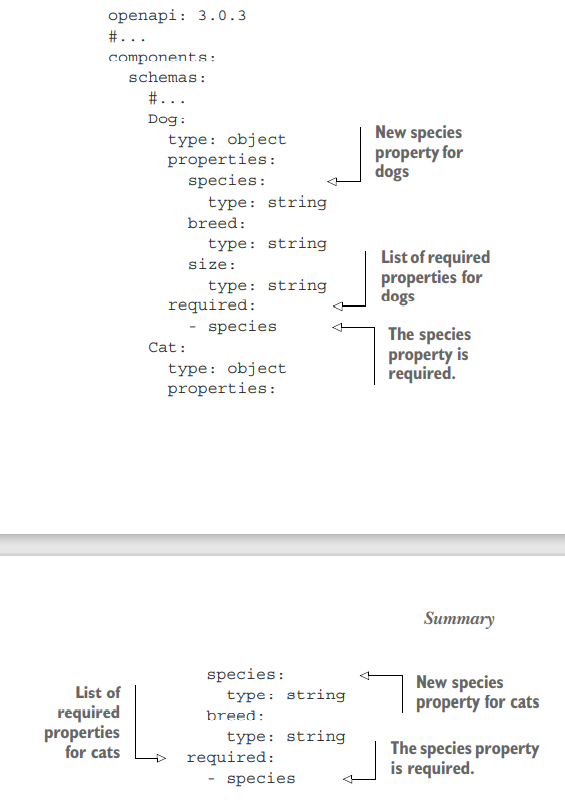 openapi: 3.0.3
#...
components:
  schemas:
    #...
    Dog:
      type: object
      properties:
        species:
          type: string
        breed:
          type: string
        size:
          type: string
      required:
        - species
    Cat:
      type: object
      properties:
New species
property for
dogs
List of required
properties for
dogs
The species
property is
required.
Summary
        species:
          type: string
        breed:
          type: string
      required:
        - species
List of
required
properties
for cats
New species
property for cats
The species property
is required.